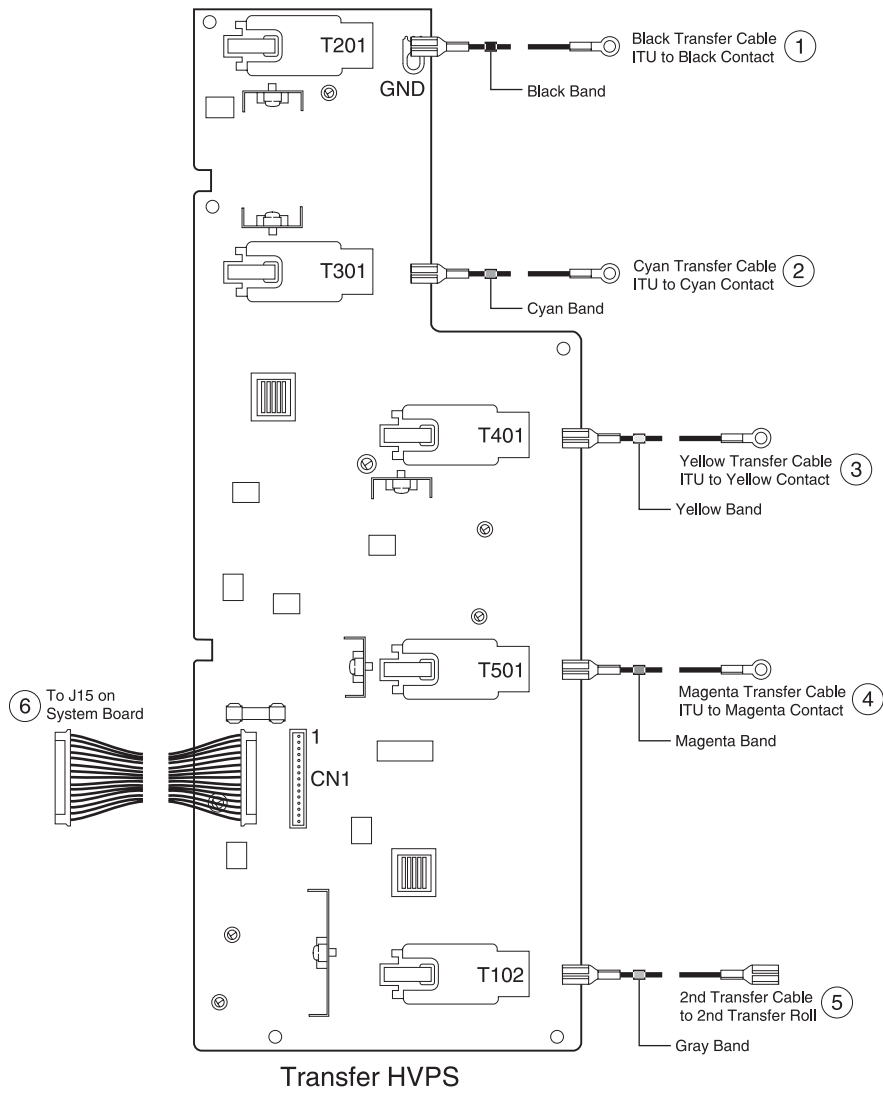 T201
GND
Black Transfer Cable
ITU to Black Contact
1
Black Band
T301
Cyan Transfer Cable
ITU to Cyan Contact
2
Cyan Band
T401
Yellow Transfer Cable
ITU to Yellow Contact
3
Yellow Band
T501
Magenta Transfer Cable
ITU to Magenta Contact
4
Magenta Band
6
To J15 on
System Board
1
CN1
T102
2nd Transfer Cable
to 2nd Transfer Roll
5
Gray Band
Transfer HVPS